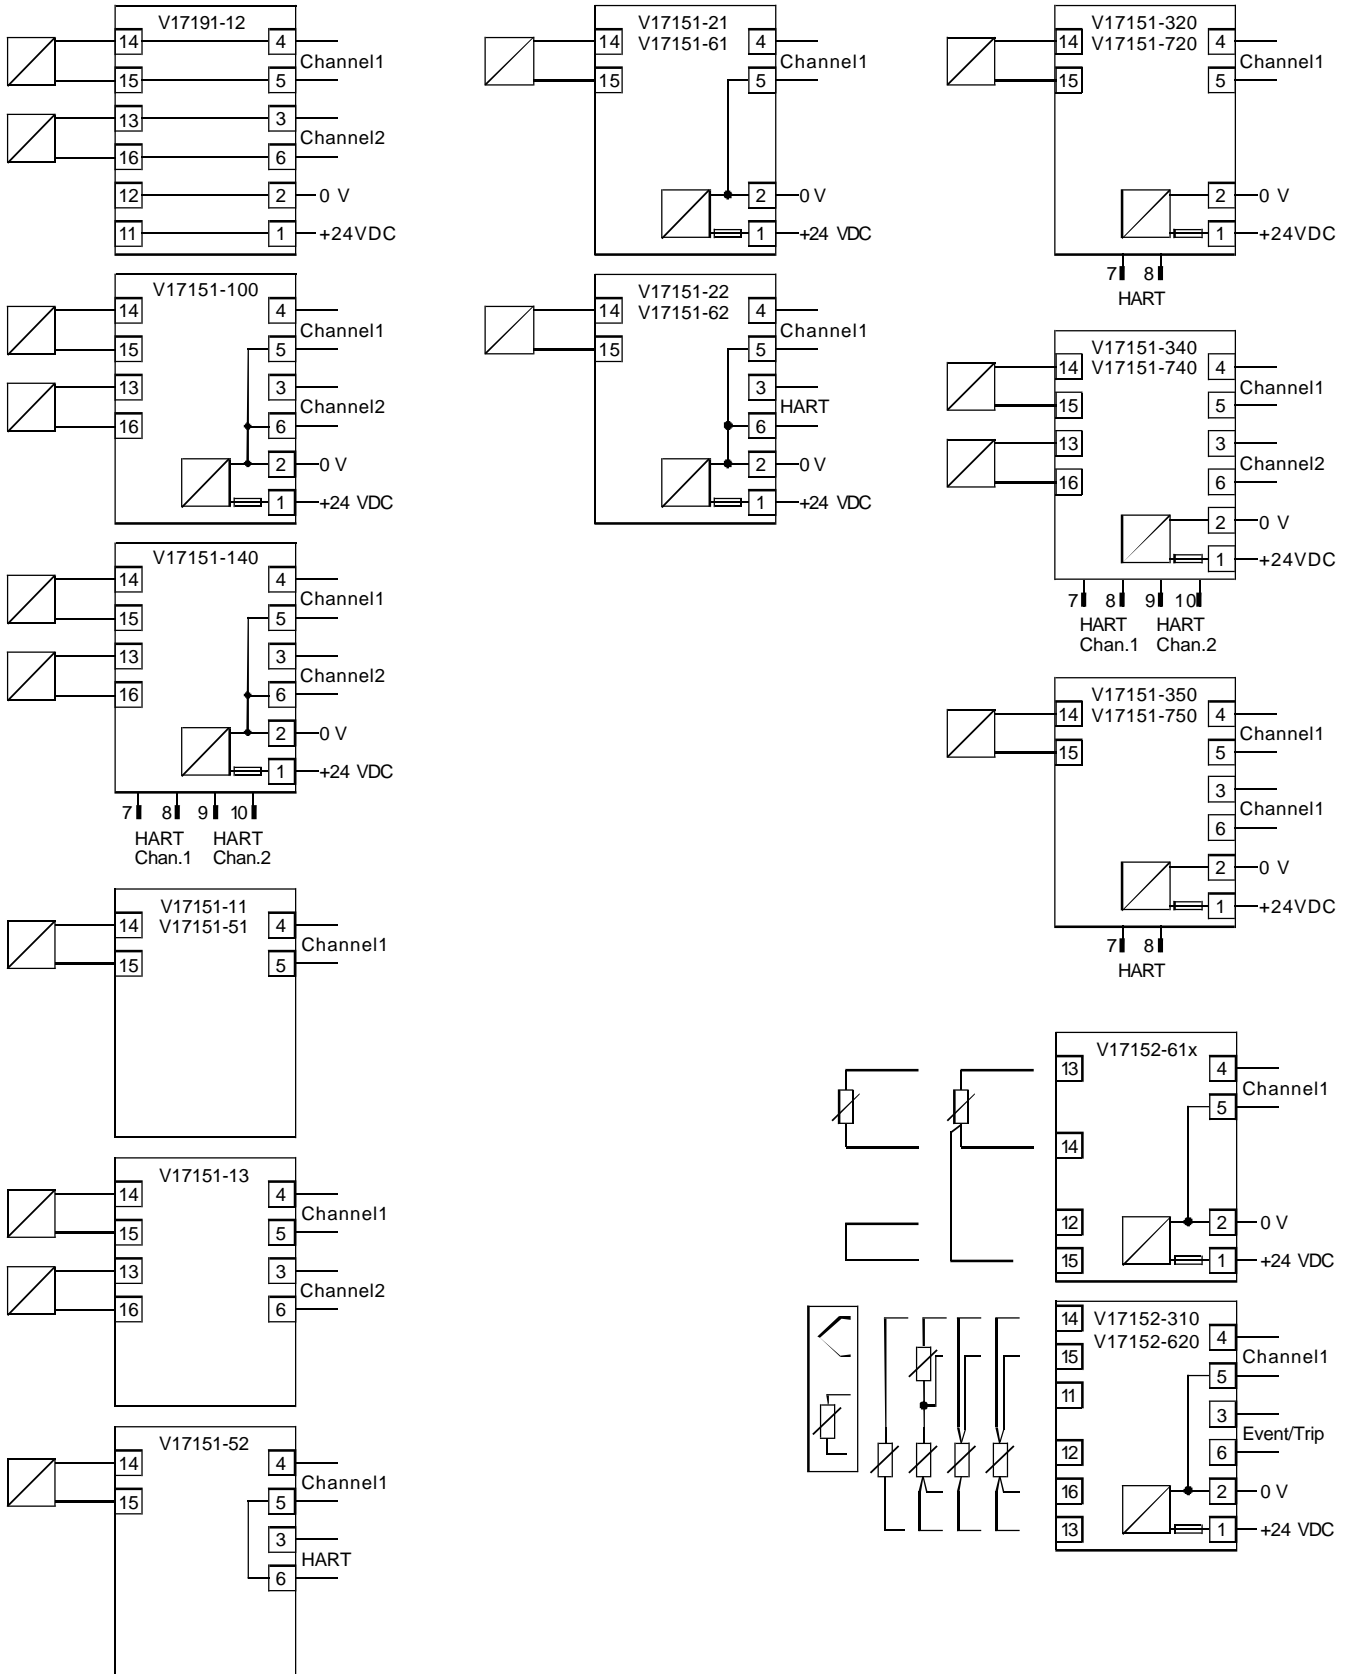 V17191-12
14 4
Channel1
15 5
13 3
Channel2
16 6
12 2 0 V
11 1 +24VDC
V17151-100
14 4
Channel1
15 5
13 3
Channel2
16 6
2 0 V
1 +24 VDC
V17151-140
14 4
Channel1
15 5
13 3
Channel2
16 6
2 0 V
1 +24 VDC
7 8 9 10
HART HART
Chan.1 Chan.2
V17151-11
V17151-51
14 4
Channel1
15 5
V17151-13
14 4
Channel1
15 5
13 3
Channel2
16 6
V17151-52
14 4
Channel1
15 5
3
HART
6
V17151-21
V17151-61
14 4
Channel1
15 5
2 0 V
1 +24 VDC
V17151-22
V17151-62
14 4
Channel1
15 5
3
HART
6
2 0 V
1 +24 VDC
V17151-320
V17151-720
14 4
Channel1
15 5
2 0 V
1 +24VDC
7 8
HART
V17151-340
V17151-740
14 4
Channel1
15 5
13 3
Channel2
16 6
2 0 V
1 +24VDC
7 8 9 10
HART HART
Chan.1 Chan.2
V17151-350
V17151-750
14 4
Channel1
15 5
3
Channel1
6
2 0 V
1 +24VDC
7 8
HART
V17152-61x
13 4
Channel1
5
14
12 2 0 V
15 1 +24 VDC
V17152-310
V17152-620
14 4
15 Channel1
5
11
3
Event/Trip
12 6
16 2 0 V
13 1 +24 VDC